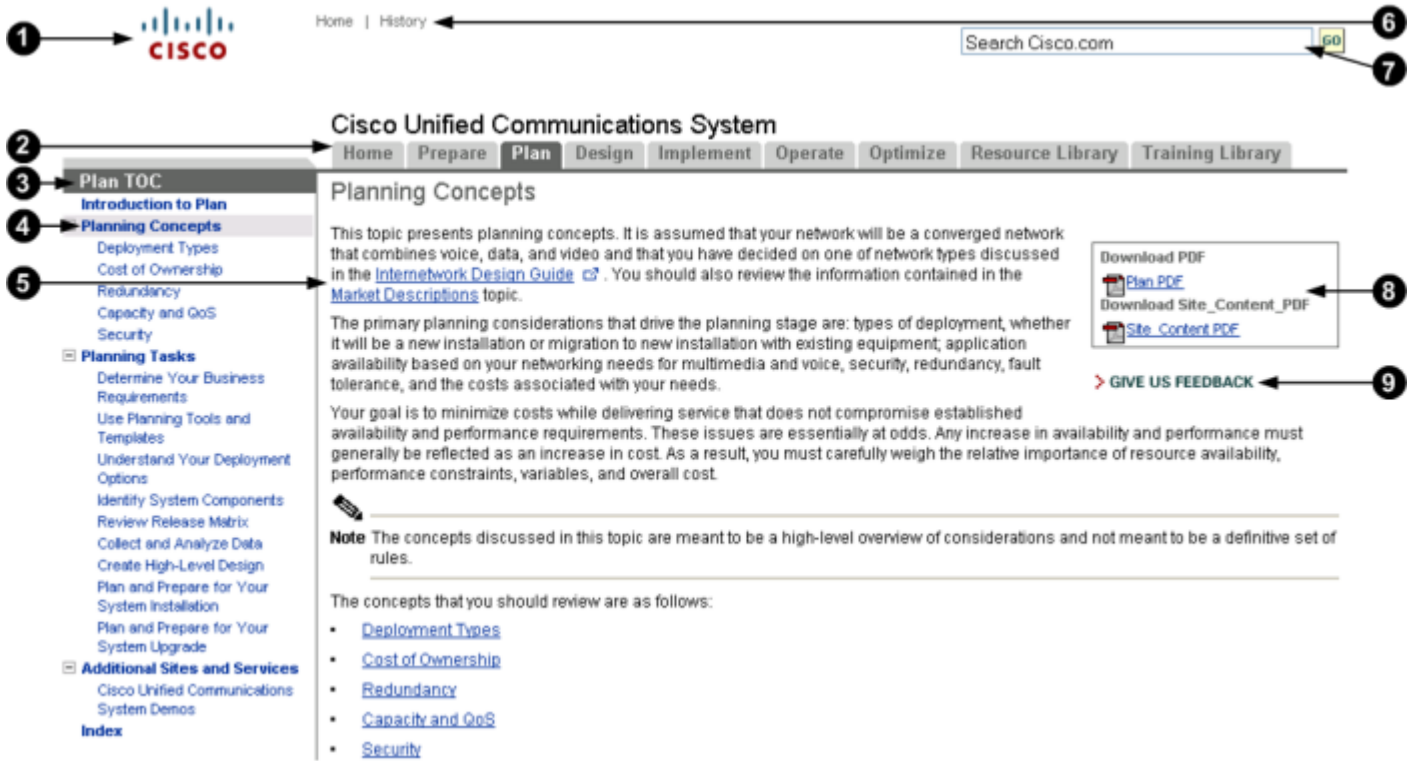 1
CISCO
Home | History
6
Search Cisco.com
GO
7
Cisco Unified Communications System
2
Home Prepare Plan Design Implement Operate Optimize Resource Library Training Library
3
Plan TOC
Introduction to Plan
4
Planning Concepts
Deployment Types
Cost of Ownership
Redundancy
Capacity and QoS
Security
Planning Tasks
Determine Your Business
Requirements
Use Planning Tools and
Templates
Understand Your Deployment
Options
Identify System Components
Review Release Matrix
Collect and Analyze Data
Create High-Level Design
Plan and Prepare for Your
System Installation
Plan and Prepare for Your
System Upgrade
Additional Sites and Services
Cisco Unified Communications
System Demos
Index
5
Planning Concepts
This topic presents planning concepts. It is assumed that your network will be a converged network
that combines voice, data, and video and that you have decided on one of network types discussed
in the Internetwork Design Guide . You should also review the information contained in the
Market Descriptions topic.
The primary planning considerations that drive the planning stage are: types of deployment, whether
it will be a new installation or migration to new installation with existing equipment; application
availability based on your networking needs for multimedia and voice, security, redundancy, fault
tolerance, and the costs associated with your needs.
Your goal is to minimize costs while delivering service that does not compromise established
availability and performance requirements. These issues are essentially at odds. Any increase in availability and performance must
generally be reflected as an increase in cost. As a result, you must carefully weigh the relative importance of resource availability,
performance constraints, variables, and overall cost.
Note The concepts discussed in this topic are meant to be a high-level overview of considerations and not meant to be a definitive set of
rules.
The concepts that you should review are as follows:
• Deployment Types
• Cost of Ownership
• Redundancy
• Capacity and QoS
• Security
Download PDF
Plan PDF
8
Download Site_Content_PDF
Site_Content PDF
> GIVE US FEEDBACK
9